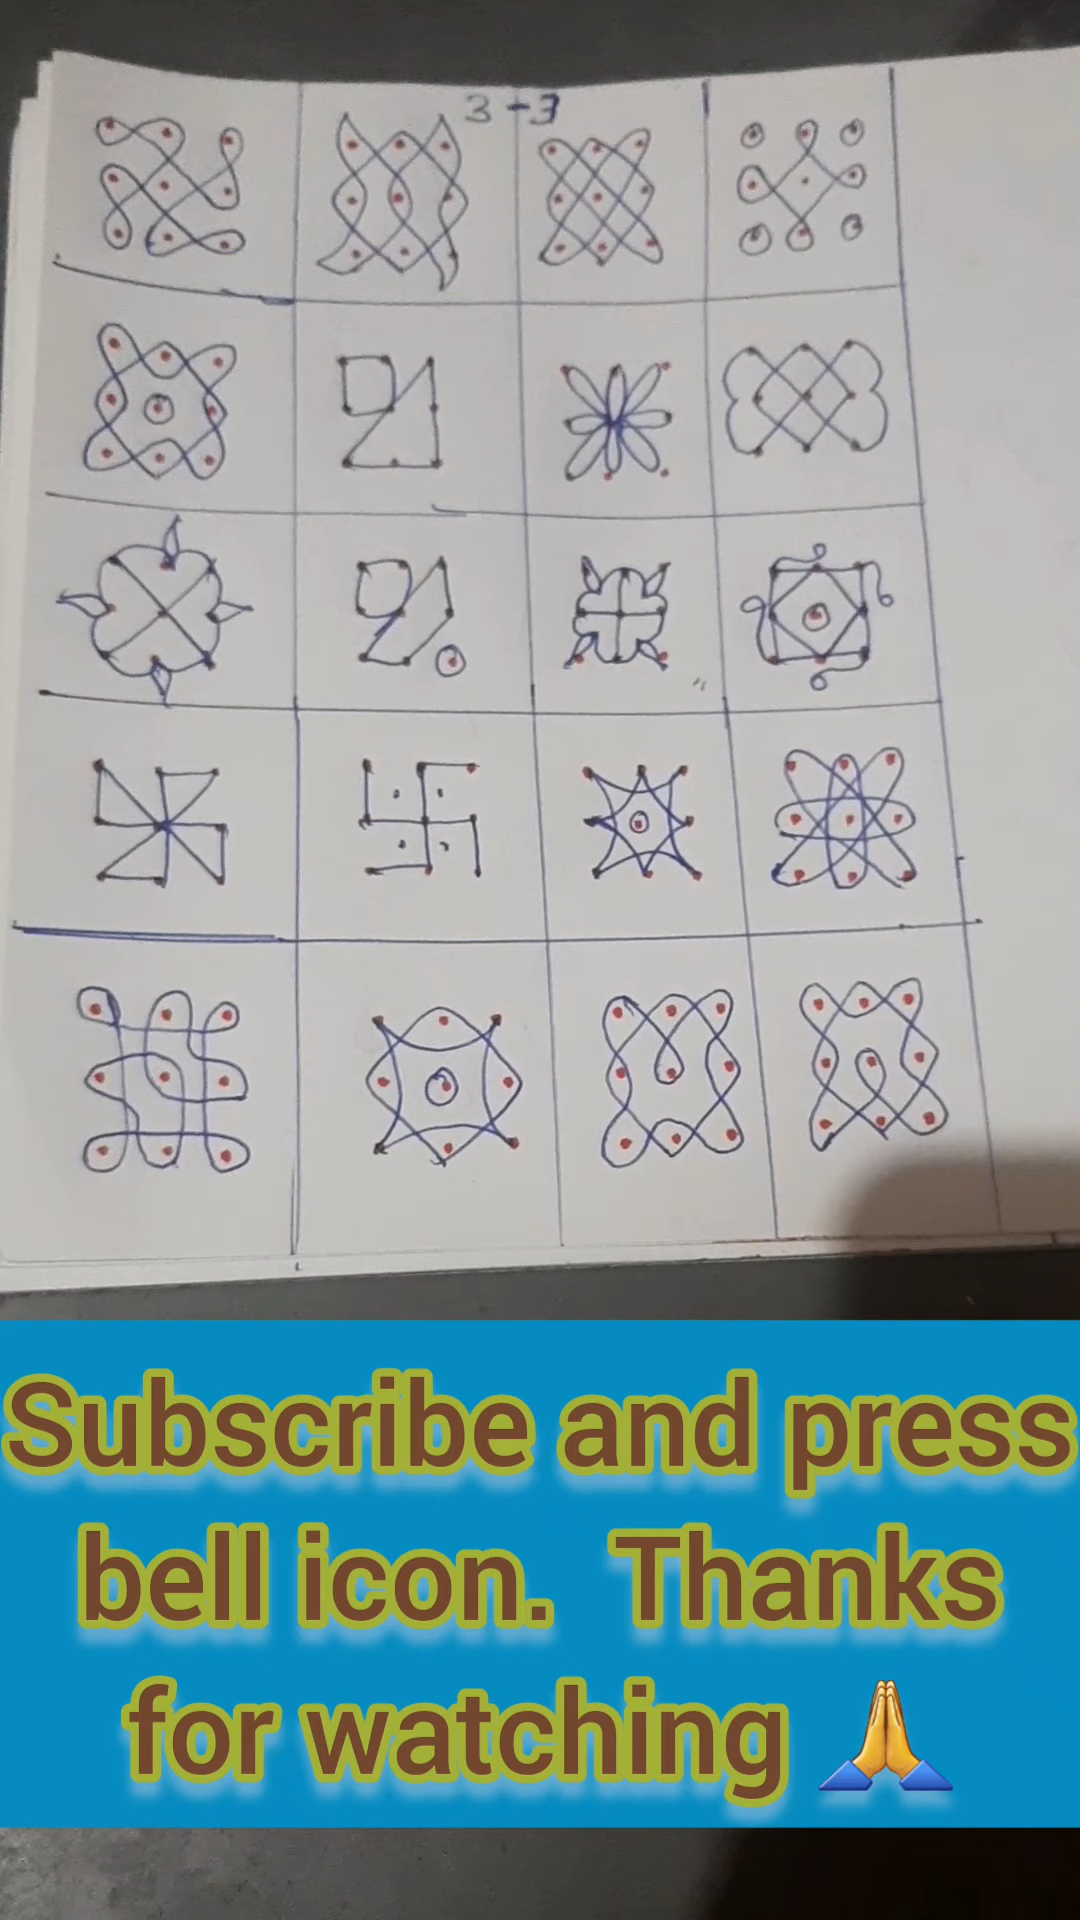 3-3
Subscribe and press
bell icon. Thanks
for watching 🙏